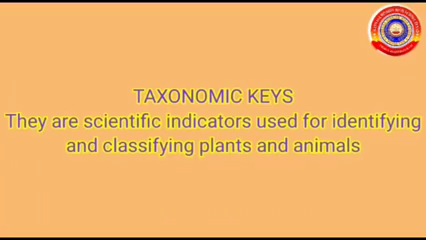 TAXONOMIC KEYS
They are scientific indicators used for identifying
and classifying plants and animals